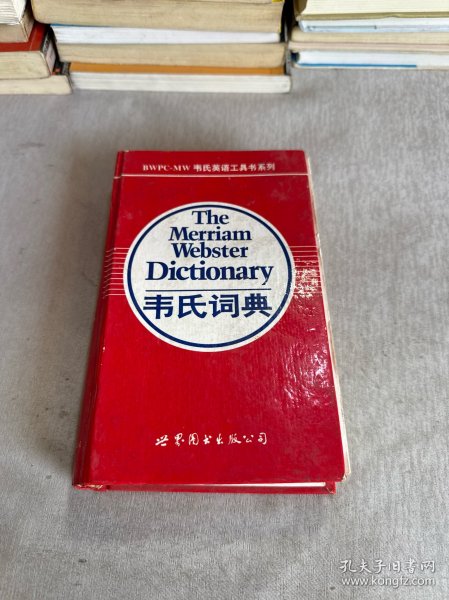 BWPC-MW 韦氏英语工具书系列
The
Merriam
Webster
Dictionary
韦氏词典
世界图书出版公司
孔夫子旧书网
www.kongfz.com